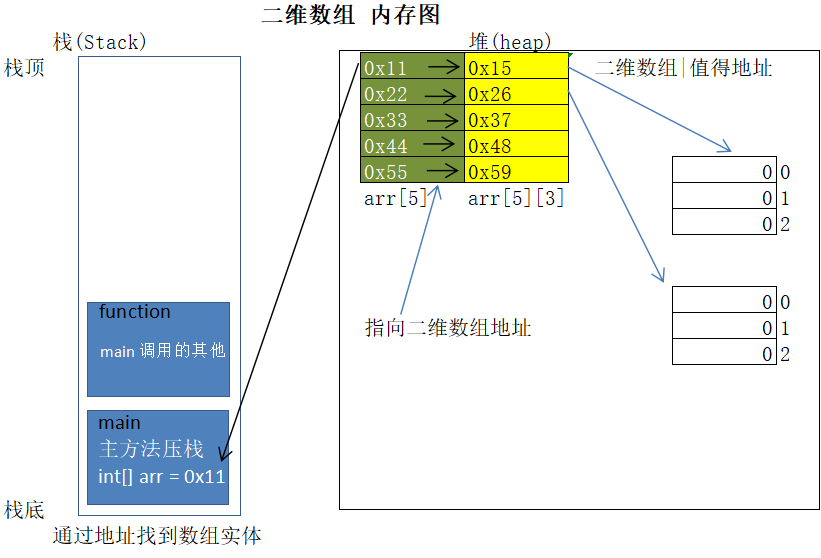 二维数组 内存图
栈(Stack)
堆(heap)
栈顶
0x11 0x15
0x22 0x26
0x33 0x37
0x44 0x48
0x55 0x59
arr[5] arr[5][3]
二维数组|值得地址
0 0
0 1
0 2
0 0
0 1
0 2
指向二维数组地址
function
main 调用的其他
main
主方法压栈
int[] arr = 0x11
栈底
通过地址找到数组实体